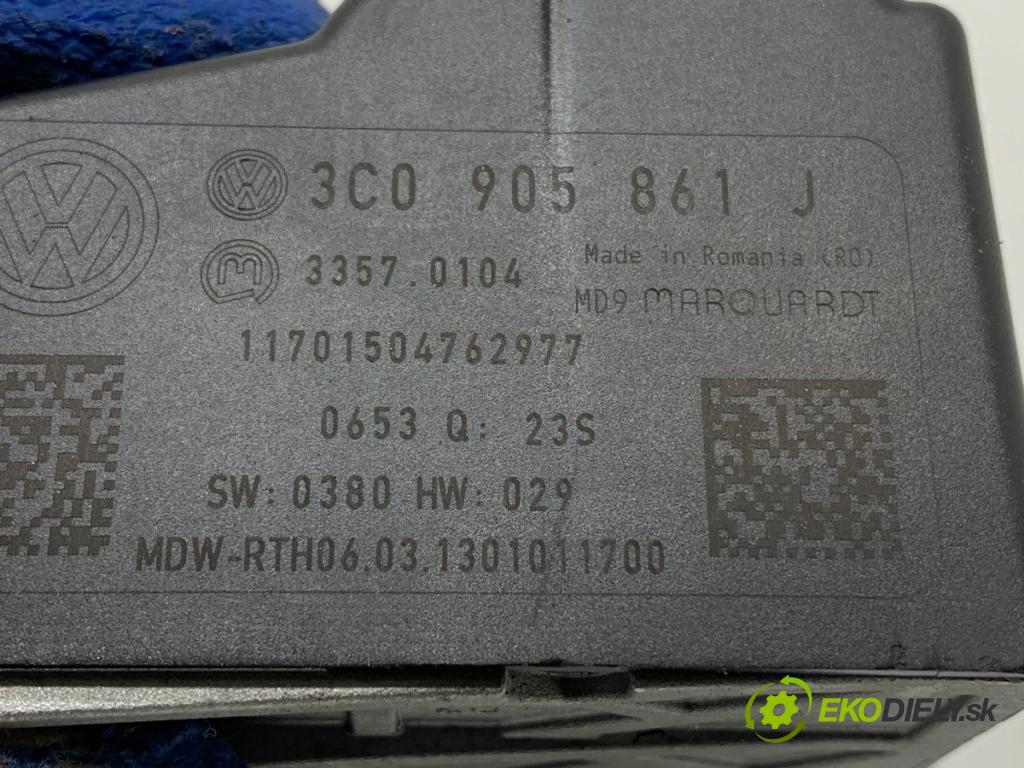 3C0 905 861 J
3357.0104
Made in Romania (RO)
MD9 MARQUARDT
11701504762977
0653 Q: 23S
SW: 0380 HW: 029
MDW-RTH06.03.1301011700
EKODIELY.sk